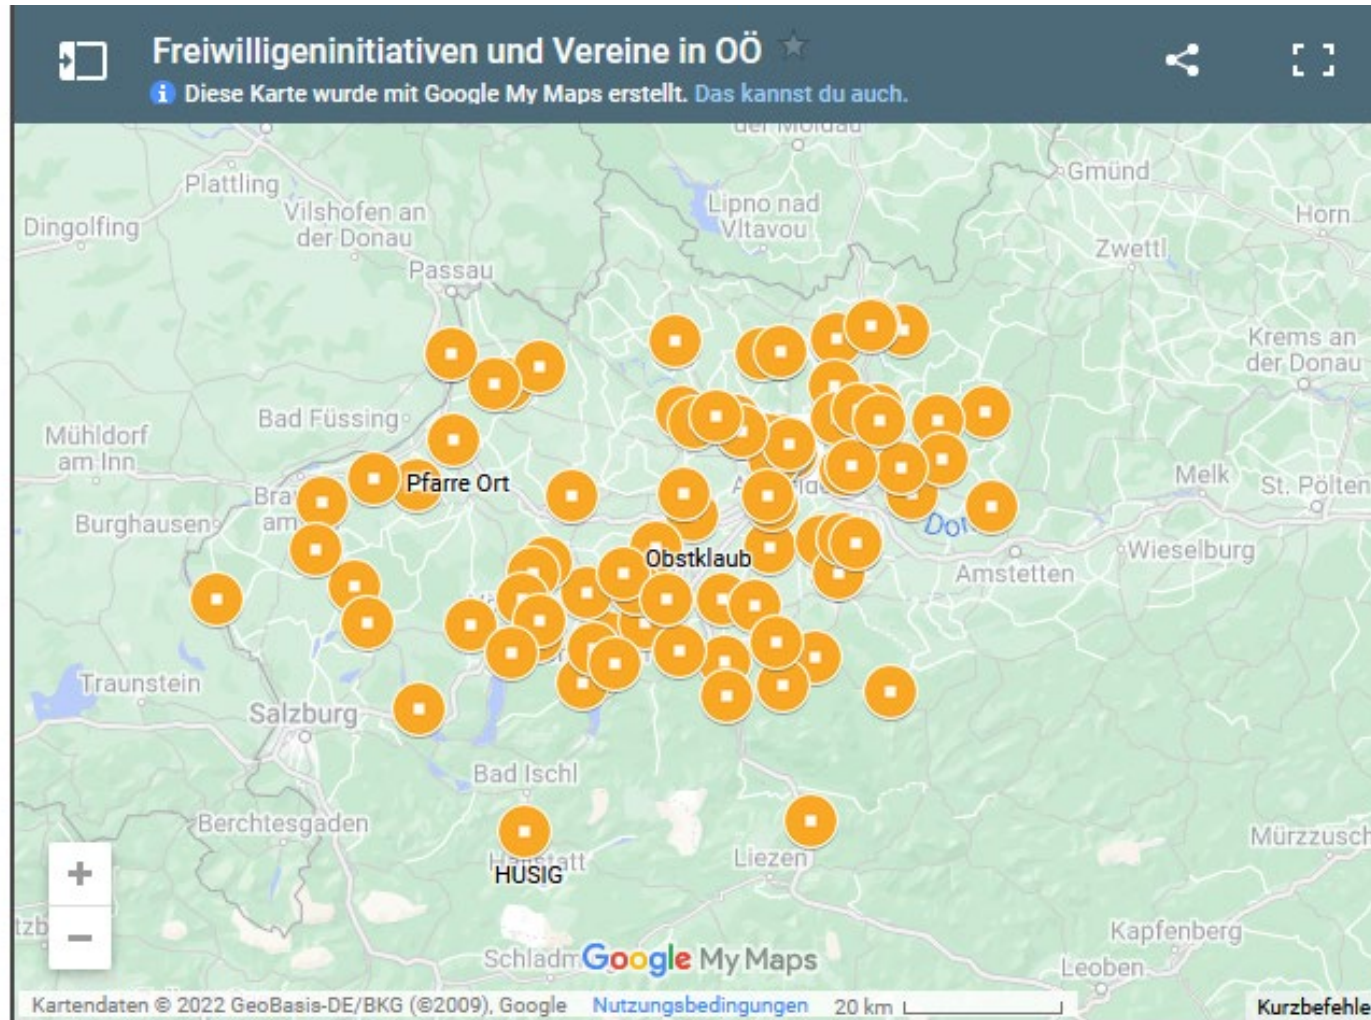 Freiwilligeninitiativen und Vereine in OÖ
Diese Karte wurde mit Google My Maps erstellt. Das kannst du auch.
der Moldau
Gmünd
Plattling
Lipno nad
Vltavou
Vilshofen an
der Donau
Horn
Dingolfing
Zwettl
Passau
Krems an
der Donau
Bad Füssing
Mühldorf
am Inn
Pfarre Ort
Melk
St. Pölten
Burghausen
Wieselburg
Obstklaub
Amstetten
Traunstein
Salzburg
Bad Ischl
Berchtesgaden
Liezen
Mürzzusch
HUSIG
Kapfenberg
Schladm
Google My Maps
Leoben
Kartendaten © 2022 GeoBasis-DE/BKG (©2009), Google Nutzungsbedingungen 20 km Kurzbefehle